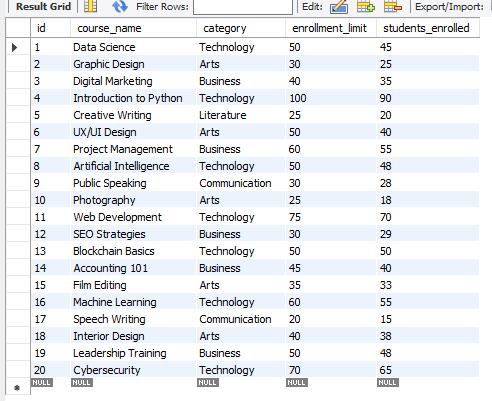 Result Grid Filter Rows: Edit: Export/Import:
id course_name category enrollment_limit students_enrolled
1 Data Science Technology 50 45
2 Graphic Design Arts 30 25
3 Digital Marketing Business 40 35
4 Introduction to Python Technology 100 90
5 Creative Writing Literature 25 20
6 UX/UI Design Arts 50 40
7 Project Management Business 60 55
8 Artificial Intelligence Technology 50 48
9 Public Speaking Communication 30 28
10 Photography Arts 25 18
11 Web Development Technology 75 70
12 SEO Strategies Business 30 29
13 Blockchain Basics Technology 50 50
14 Accounting 101 Business 45 40
15 Film Editing Arts 35 33
16 Machine Learning Technology 60 55
17 Speech Writing Communication 20 15
18 Interior Design Arts 40 38
19 Leadership Training Business 50 48
20 Cybersecurity Technology 70 65
NULL NULL NULL NULL NULL